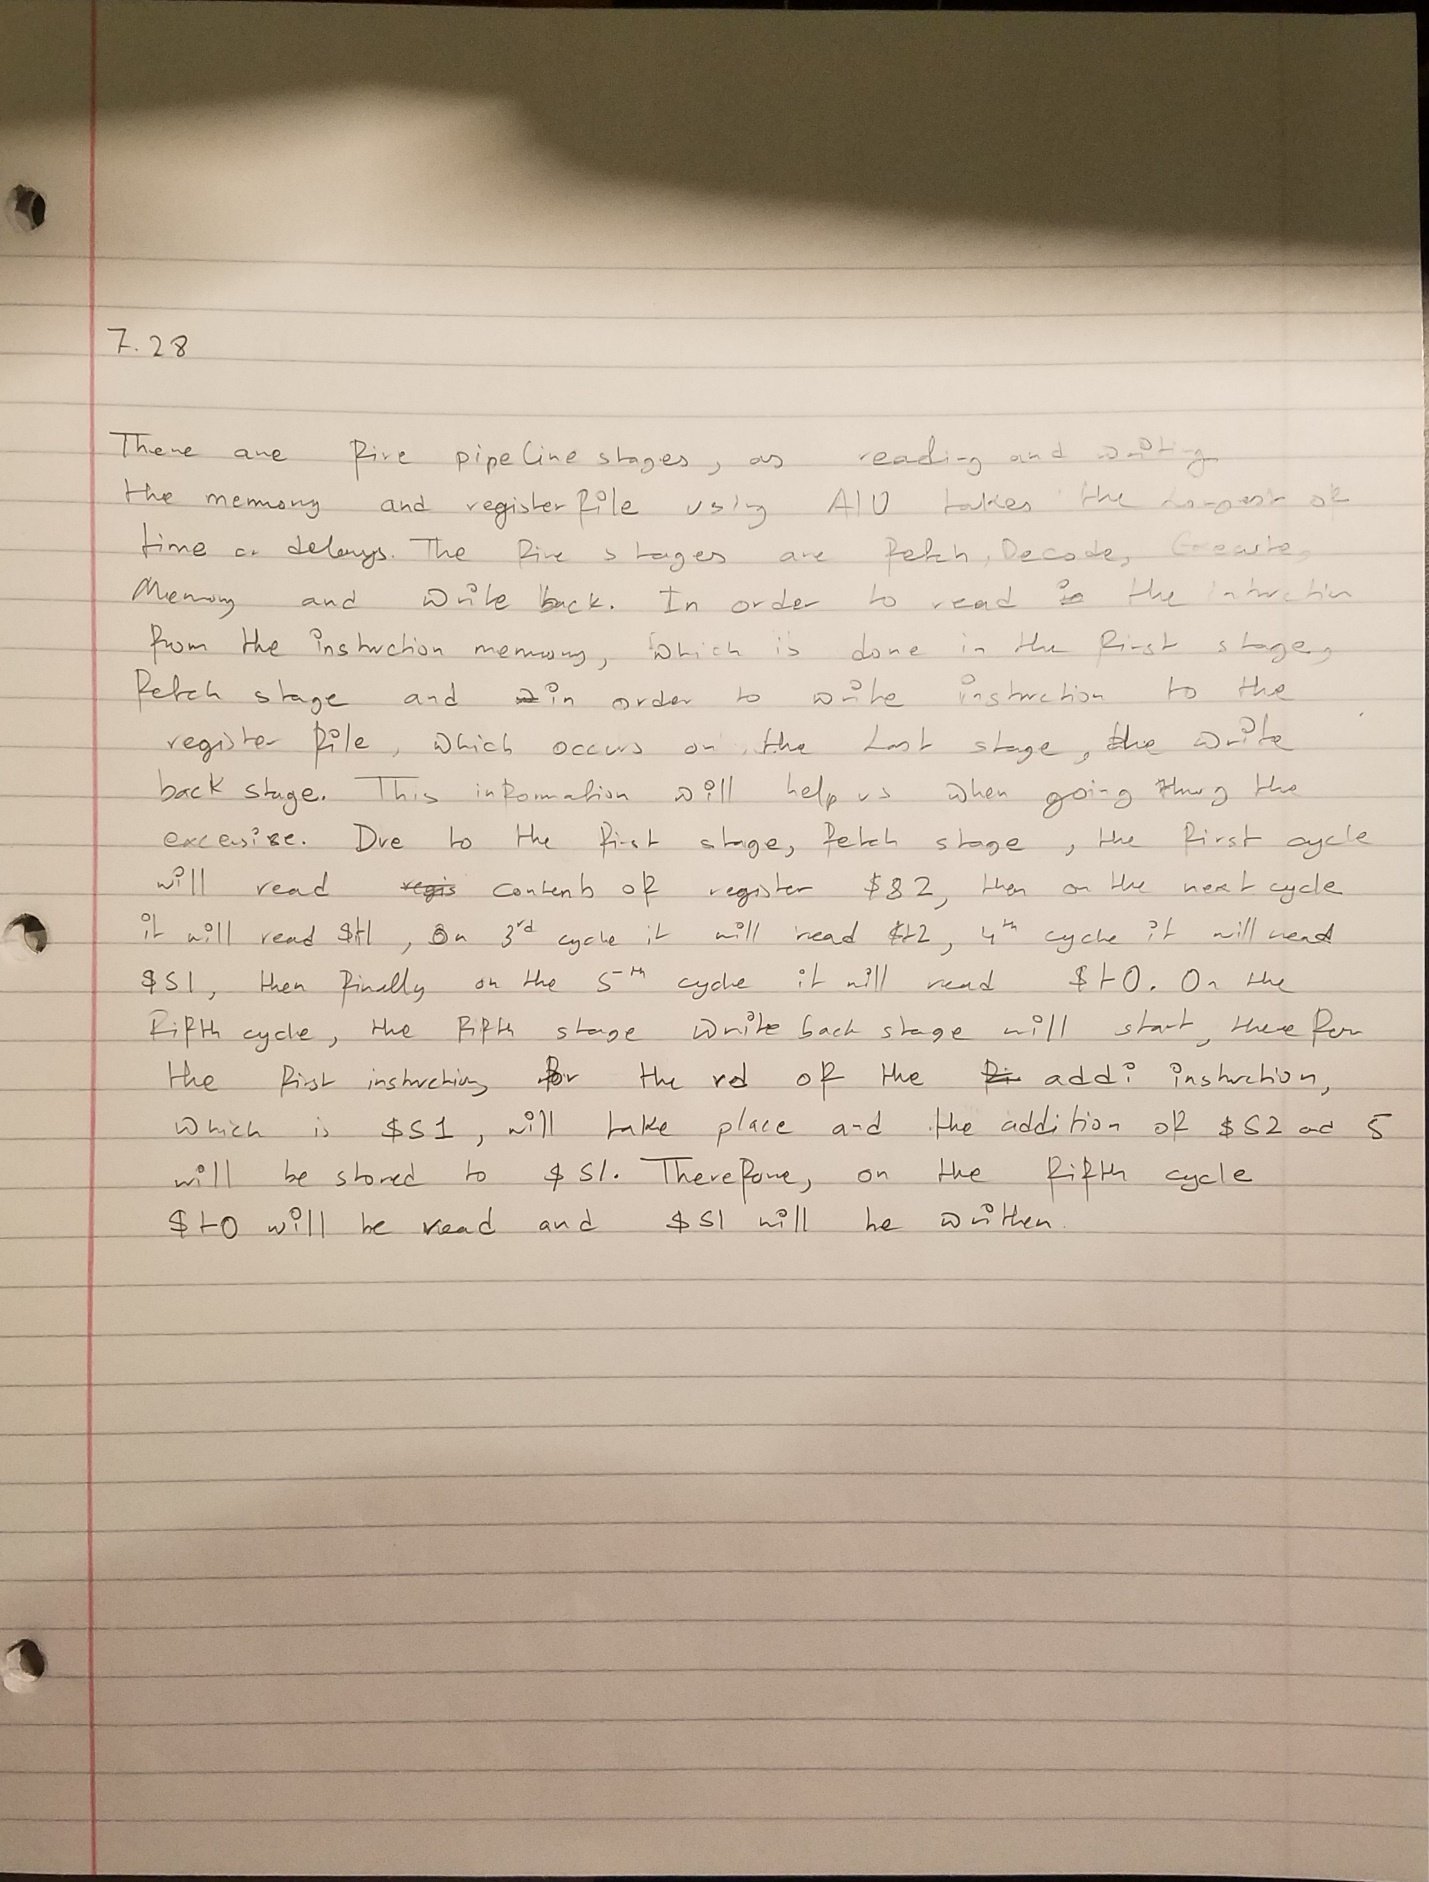 7.28
There are five pipeline stages, as reading and writing
the memory and register file using ALU takes the
time or delays. The five stages are fetch, Decode, Execute,
Memory and write back. In order to read the
from the instruction memory, which is done in the first stage,
fetch stage and in order to write instruction to the
register file, which occurs on the last stage, the write
back stage. This information will help us when going the
excersise. Due to the first stage, fetch stage, the first cycle
will read contents of register $S2, then on the next cycle
it will read $t1, on 3rd cycle it will read $t2, 4th cycle it will read
$S1, then finally on the 5th cycle it will read $t0. On the
fifth cycle, the fifth stage write back stage will start, there for
the first instruction, for the rd of the addi instruction,
which is $S1, will take place and the addition of $S2 ad 5
will be stored to $S1. Therefore, on the fifth cycle
$t0 will be read and $S1 will be written.